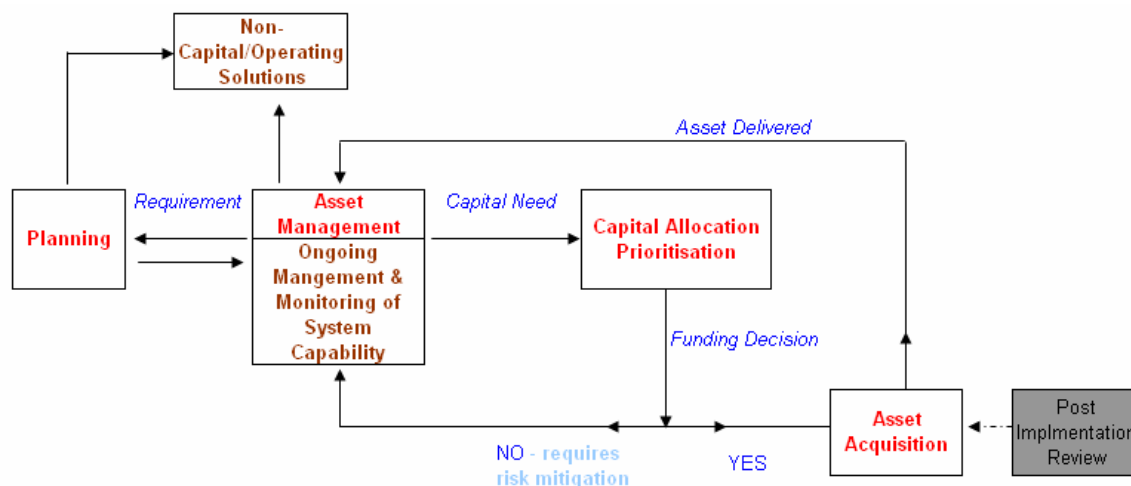 Non-
Capital/Operating
Solutions
Asset Delivered
Requirement
Asset
Management
Capital Need
Planning
Capital Allocation
Prioritisation
Ongoing
Mangement &
Monitoring of
System
Capability
Funding Decision
Asset
Acquisition
Post
Implmentation
Review
NO - requires
risk mitigation
YES